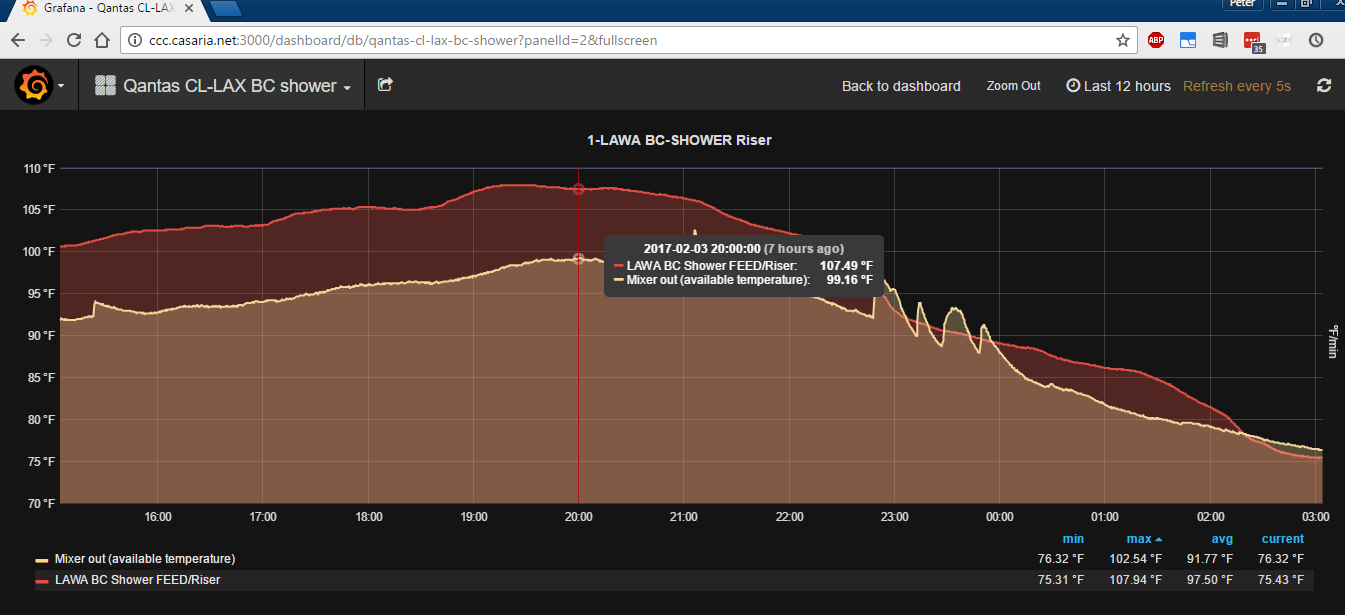 Peter
Grafana - Qantas CL-LAX
ccc.casaria.net:3000/dashboard/db/qantas-cl-lax-bc-shower?panelId=2&fullscreen
ABP
35
Qantas CL-LAX BC shower
Back to dashboard Zoom Out Last 12 hours Refresh every 5s
1-LAWA BC-SHOWER Riser
110 °F
105 °F
100 °F
95 °F
90 °F
85 °F
80 °F
75 °F
70 °F
2017-02-03 20:00:00 (7 hours ago)
LAWA BC Shower FEED/Riser: 107.49 °F
Mixer out (available temperature): 99.16 °F
°F/min
16:00 17:00 18:00 19:00 20:00 21:00 22:00 23:00 00:00 01:00 02:00 03:00
min max avg current
Mixer out (available temperature) 76.32 °F 102.54 °F 91.77 °F 76.32 °F
LAWA BC Shower FEED/Riser 75.31 °F 107.94 °F 97.50 °F 75.43 °F